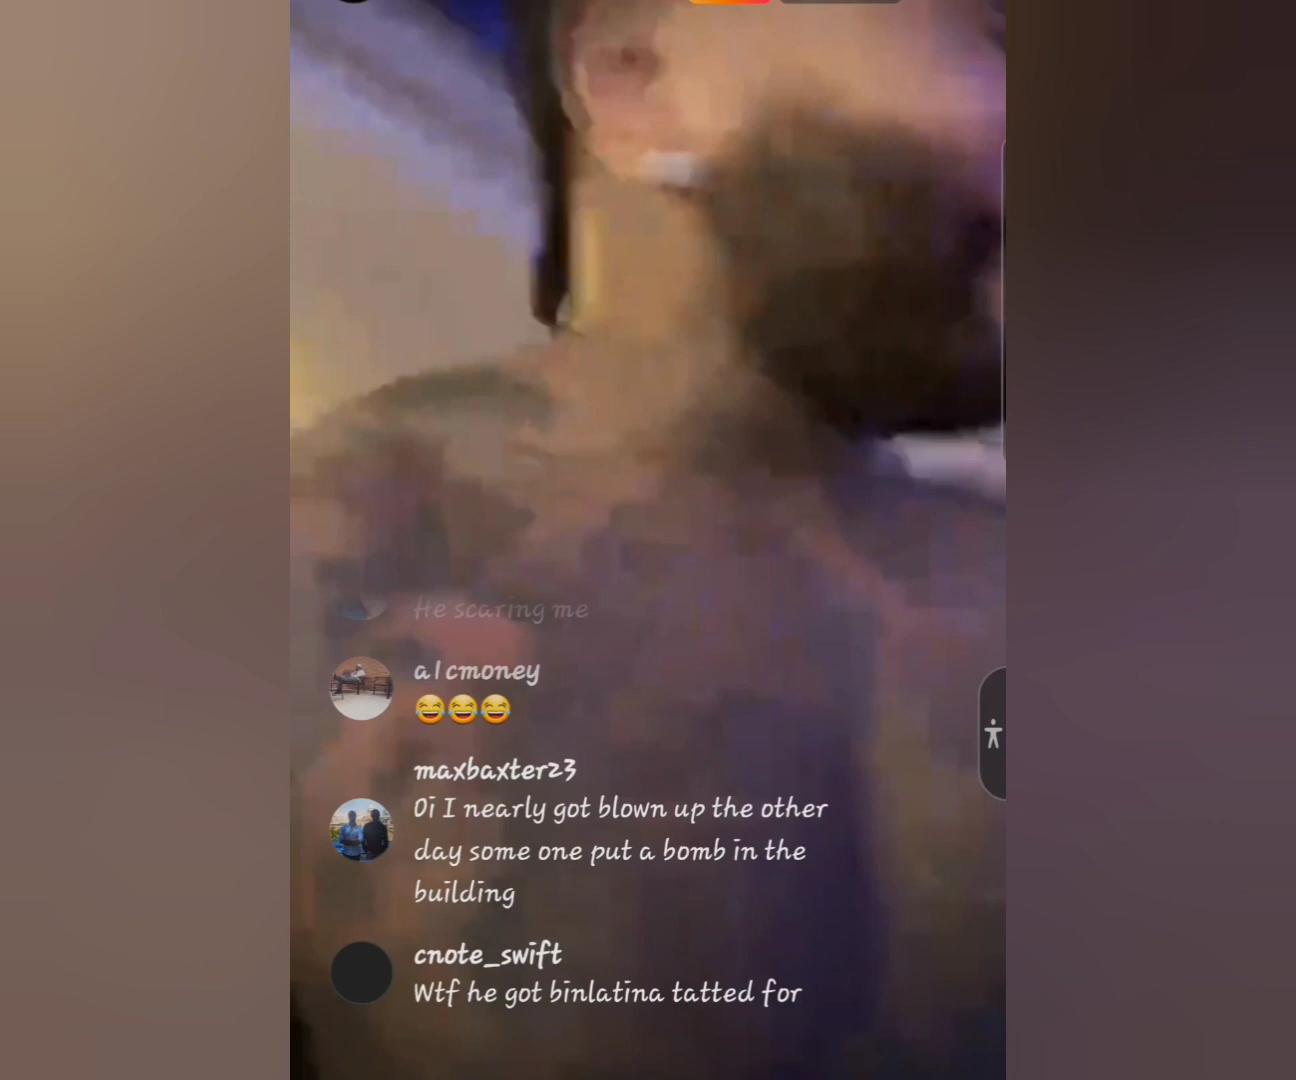 He scaring me
a1cmoney
😂😂😂
maxbaxter23
Oi I nearly got blown up the other
day some one put a bomb in the
building
cnote_swift
Wtf he got binlatina tatted for